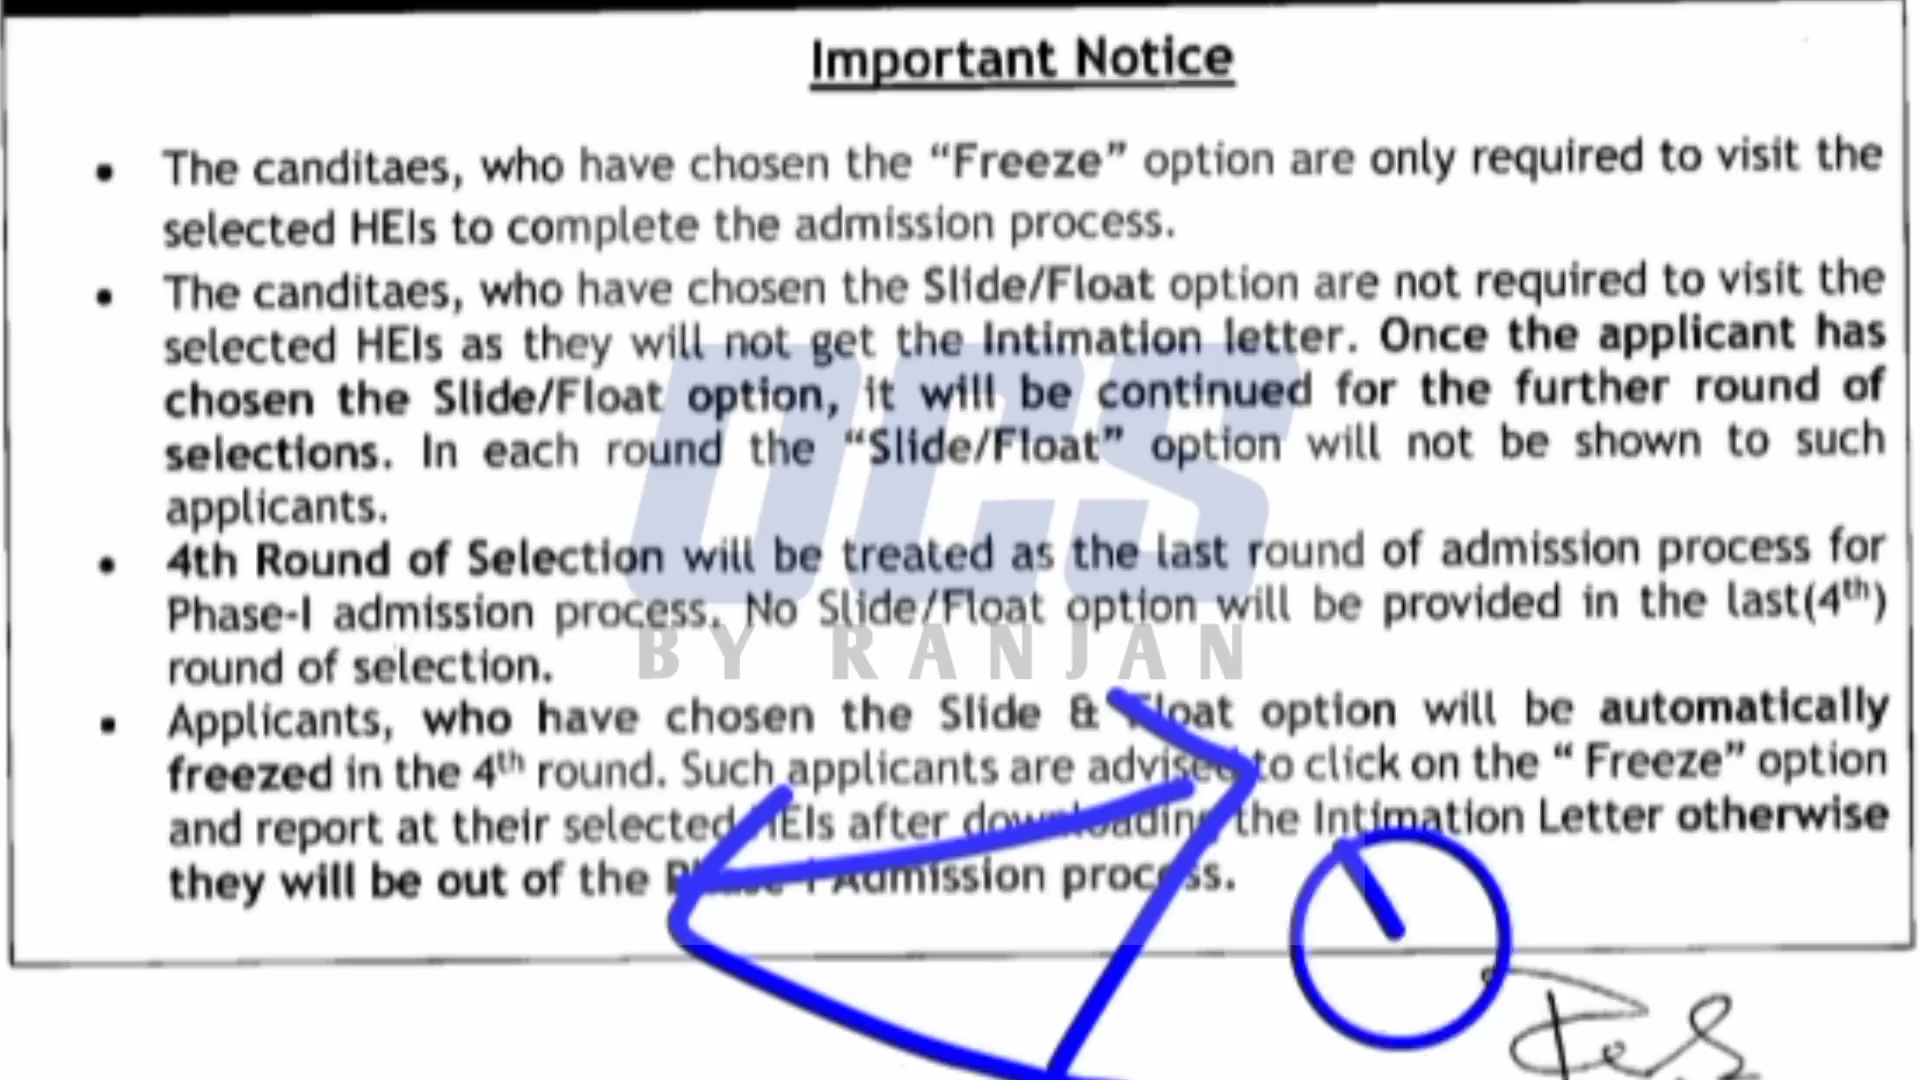 Important Notice
• The canditaes, who have chosen the “Freeze” option are only required to visit the
selected HEIs to complete the admission process.
• The canditaes, who have chosen the Slide/Float option are not required to visit the
selected HEIs as they will not get the Intimation letter. Once the applicant has
chosen the Slide/Float option, it will be continued for the further round of
selections. In each round the “Slide/Float” option will not be shown to such
applicants.
• 4th Round of Selection will be treated as the last round of admission process for
Phase-I admission process. No Slide/Float option will be provided in the last(4th)
round of selection.
• Applicants, who have chosen the Slide & Float option will be automatically
freezed in the 4th round. Such applicants are advised to click on the “ Freeze” option
and report at their selected HEIs after downloading the Intimation Letter otherwise
they will be out of the Phase-I Admission process.
OCS
BY RANJAN